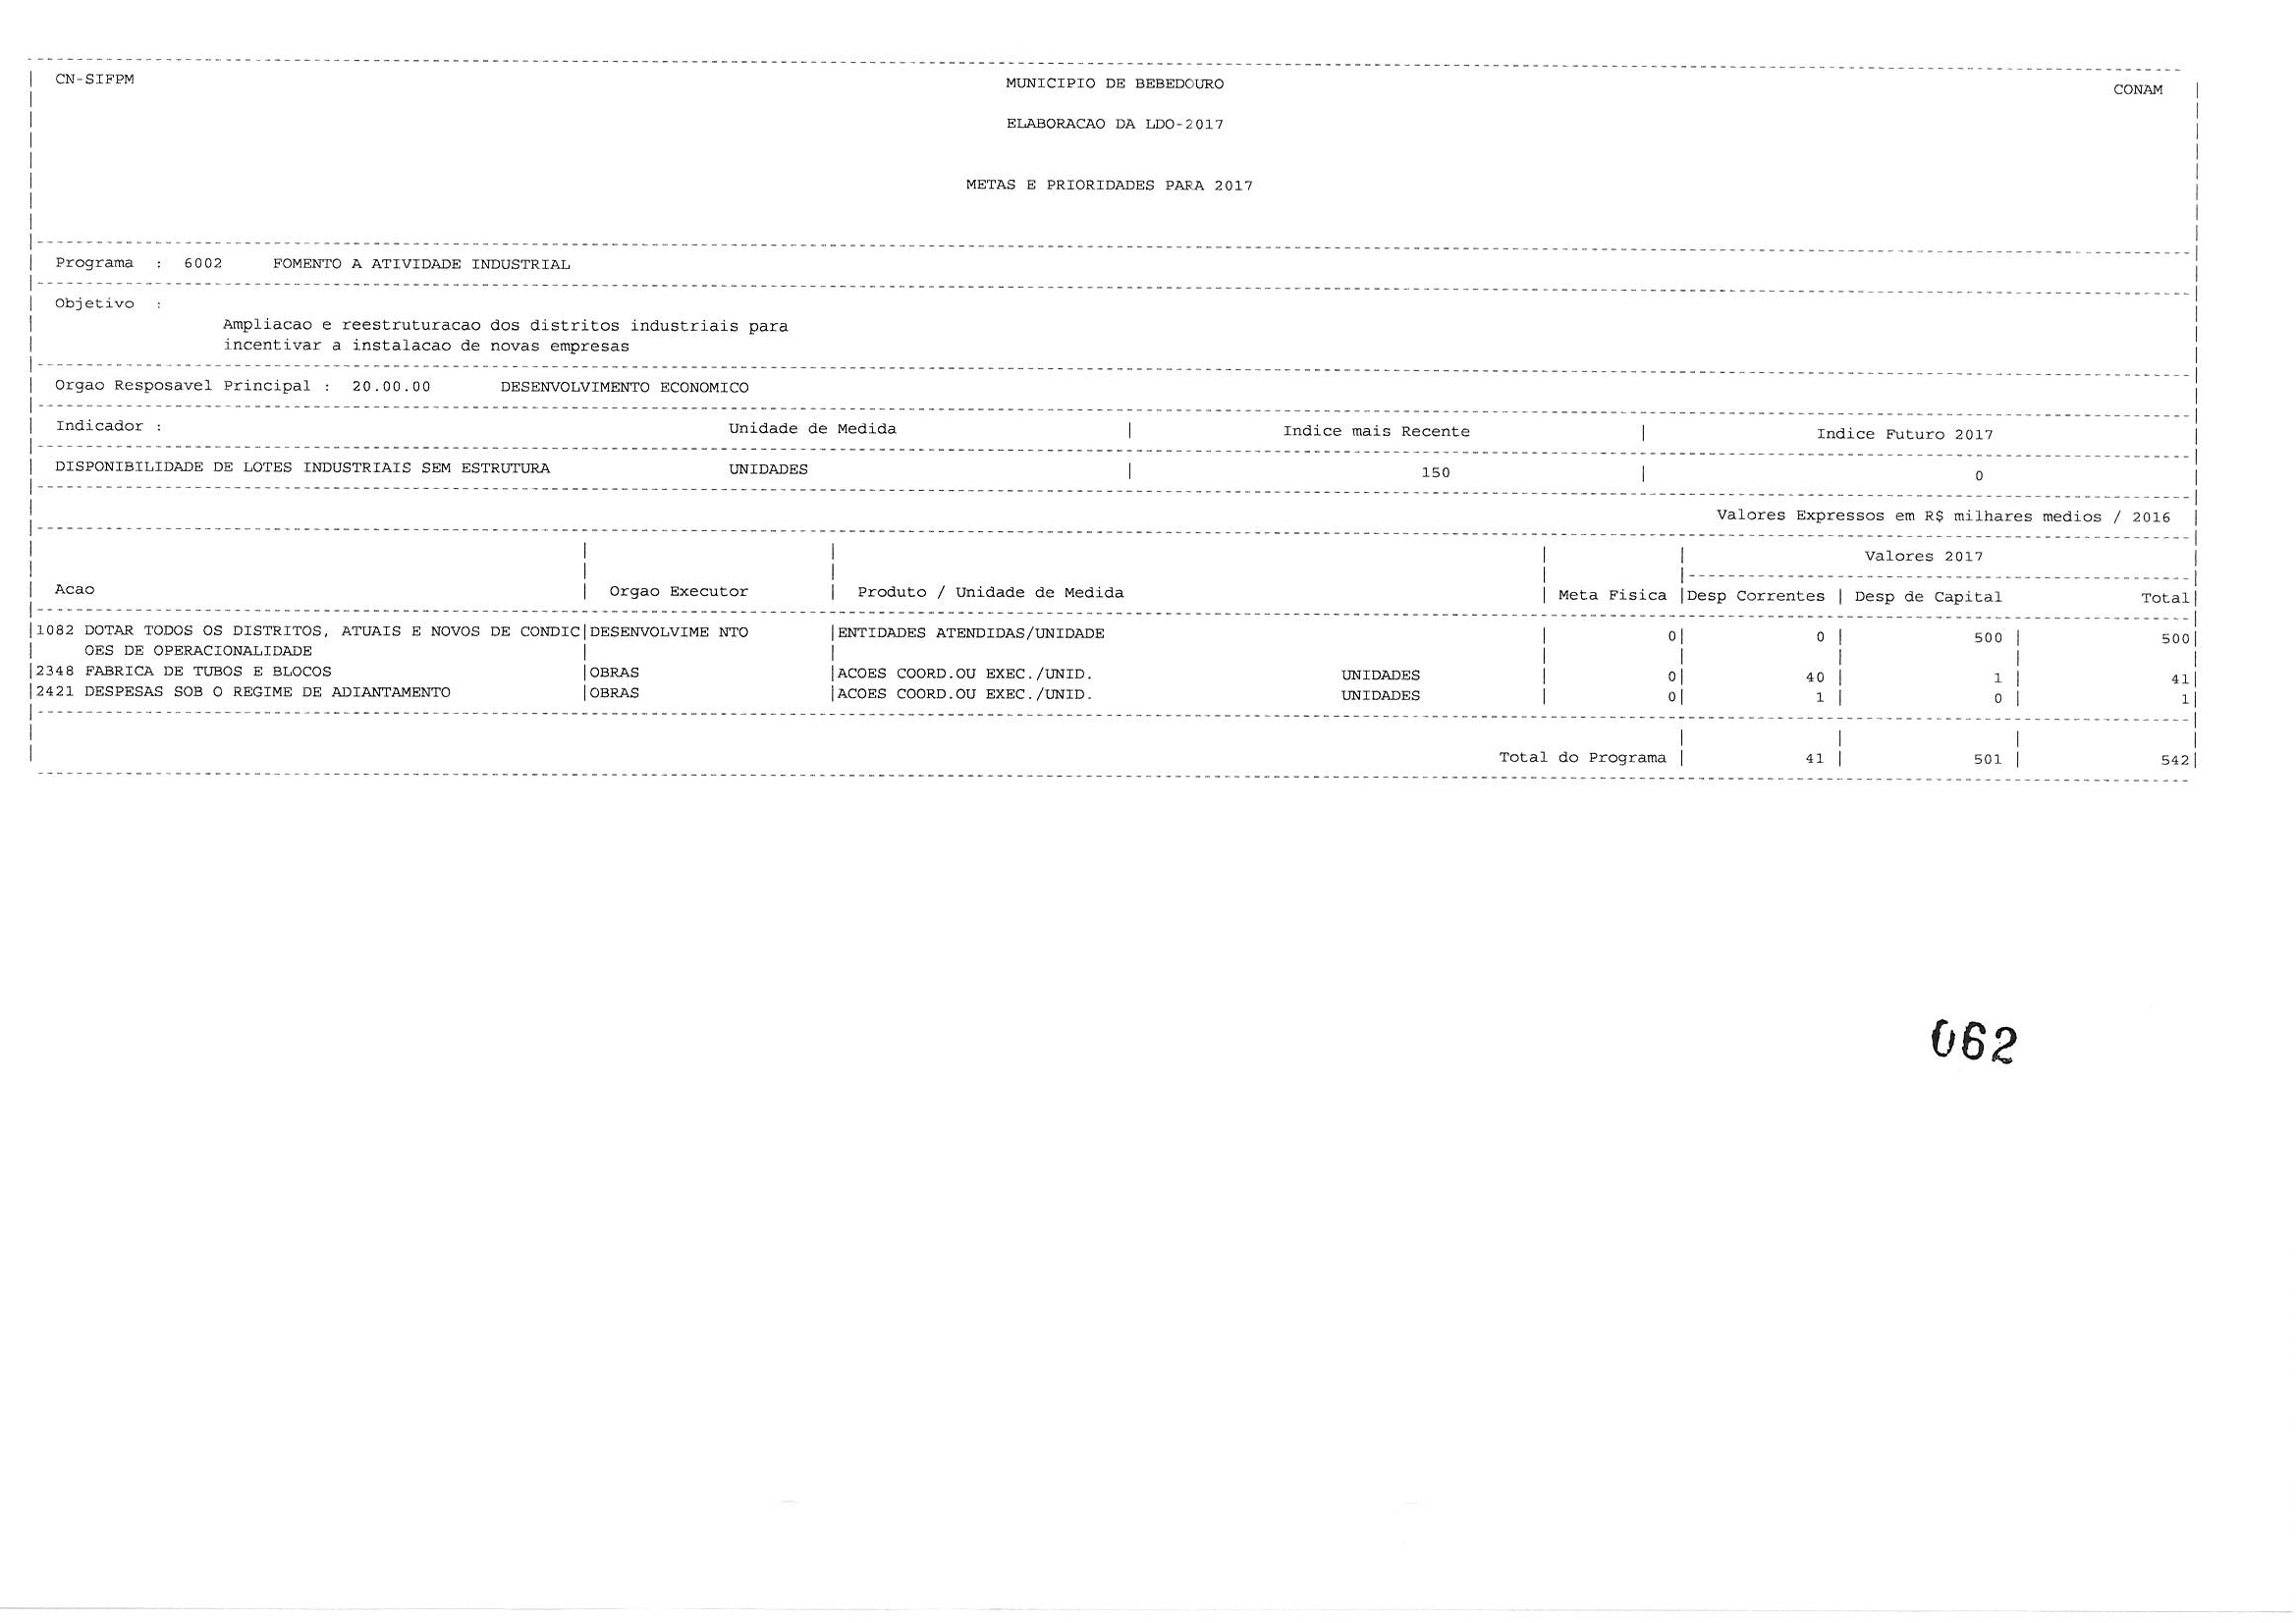 CN-SIFPM MUNICIPIO DE BEBEDOURO CONAM
ELABORACAO DA LDO-2017
METAS E PRIORIDADES PARA 2017
Programa : 6002 FOMENTO A ATIVIDADE INDUSTRIAL
Objetivo :
Ampliacao e reestruturacao dos distritos industriais para
incentivar a instalacao de novas empresas
Orgao Resposavel Principal : 20.00.00 DESENVOLVIMENTO ECONOMICO
Indicador : Unidade de Medida | Indice mais Recente | Indice Futuro 2017
DISPONIBILIDADE DE LOTES INDUSTRIAIS SEM ESTRUTURA UNIDADES | 150 | 0
Valores Expressos em R$ milhares medios / 2016
Valores 2017
Acao | Orgao Executor | Produto / Unidade de Medida | Meta Fisica | Desp Correntes | Desp de Capital Total
1082 DOTAR TODOS OS DISTRITOS, ATUAIS E NOVOS DE CONDIC | DESENVOLVIME NTO | ENTIDADES ATENDIDAS/UNIDADE | 0 | 0 | 500 | 500
OES DE OPERACIONALIDADE
2348 FABRICA DE TUBOS E BLOCOS | OBRAS | ACOES COORD.OU EXEC./UNID. UNIDADES | 0 | 40 | 1 | 41
2421 DESPESAS SOB O REGIME DE ADIANTAMENTO | OBRAS | ACOES COORD.OU EXEC./UNID. UNIDADES | 0 | 1 | 0 | 1
Total do Programa | 41 | 501 | 542
062